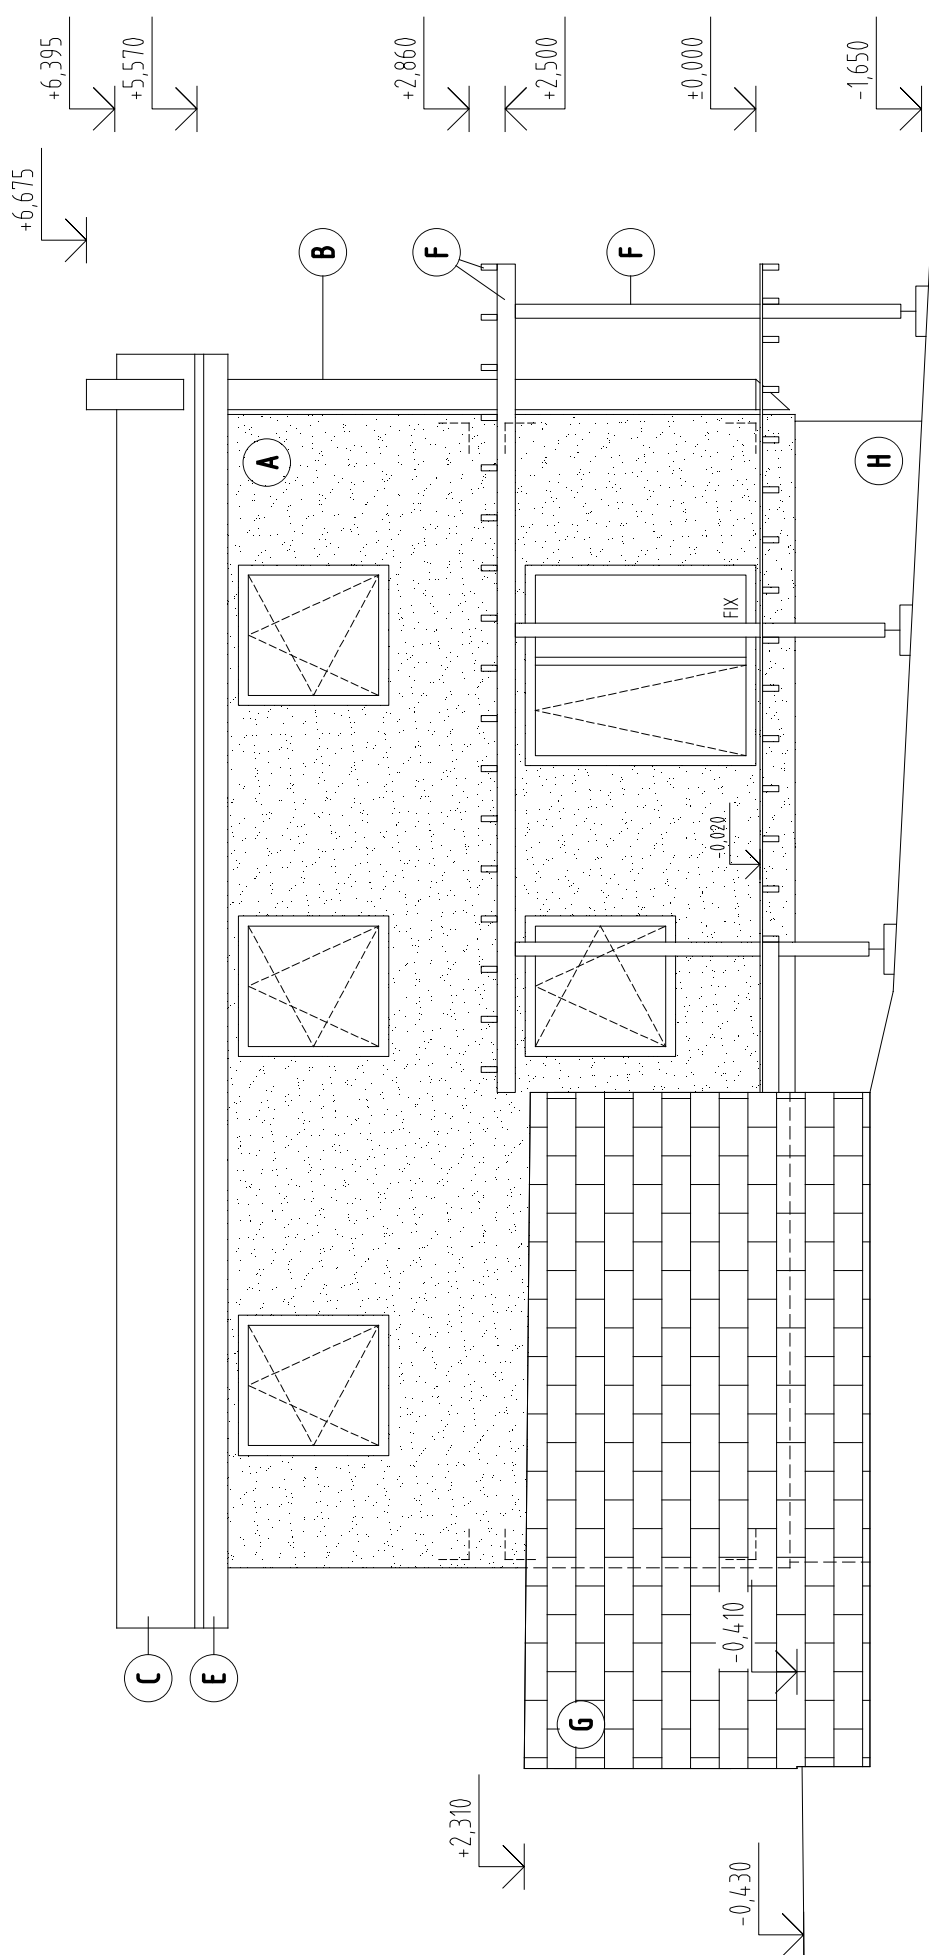 +6,675
+6,395
+5,570
+2,860
+2,500
±0,000
-1,650
B
F
F
A
H
FIX
-0,020
C
E
G
-0,410
+2,310
-0,430